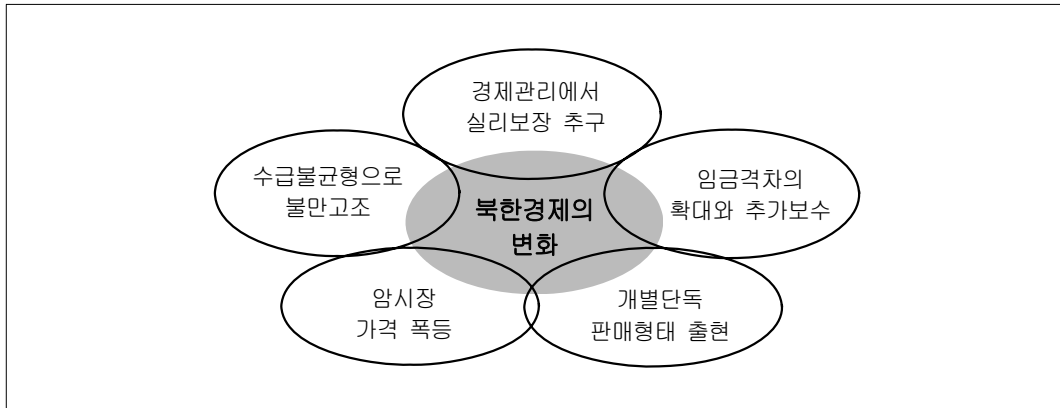 경제관리에서
실리보장 추구
수급불균형으로
불만고조
임금격차의
확대와 추가보수
북한경제의
변화
암시장
가격 폭등
개별단독
판매형태 출현